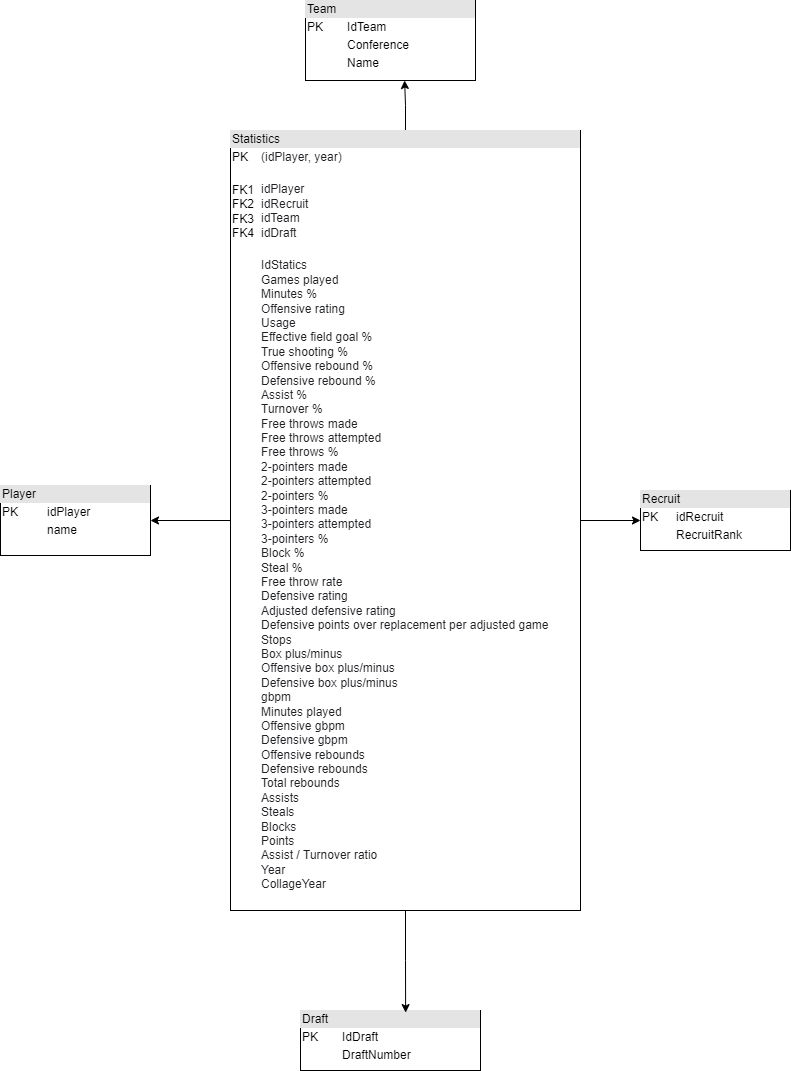 Team
PK IdTeam
Conference
Name
Statistics
PK (idPlayer, year)
FK1 idPlayer
FK2 idRecruit
FK3 idTeam
FK4 idDraft
IdStatics
Games played
Minutes %
Offensive rating
Usage
Effective field goal %
True shooting %
Offensive rebound %
Defensive rebound %
Assist %
Turnover %
Free throws made
Free throws attempted
Free throws %
2-pointers made
2-pointers attempted
2-pointers %
3-pointers made
3-pointers attempted
3-pointers %
Block %
Steal %
Free throw rate
Defensive rating
Adjusted defensive rating
Defensive points over replacement per adjusted game
Stops
Box plus/minus
Offensive box plus/minus
Defensive box plus/minus
gbpm
Minutes played
Offensive gbpm
Defensive gbpm
Offensive rebounds
Defensive rebounds
Total rebounds
Assists
Steals
Blocks
Points
Assist / Turnover ratio
Year
CollageYear
Player
PK idPlayer
name
Recruit
PK idRecruit
RecruitRank
Draft
PK IdDraft
DraftNumber